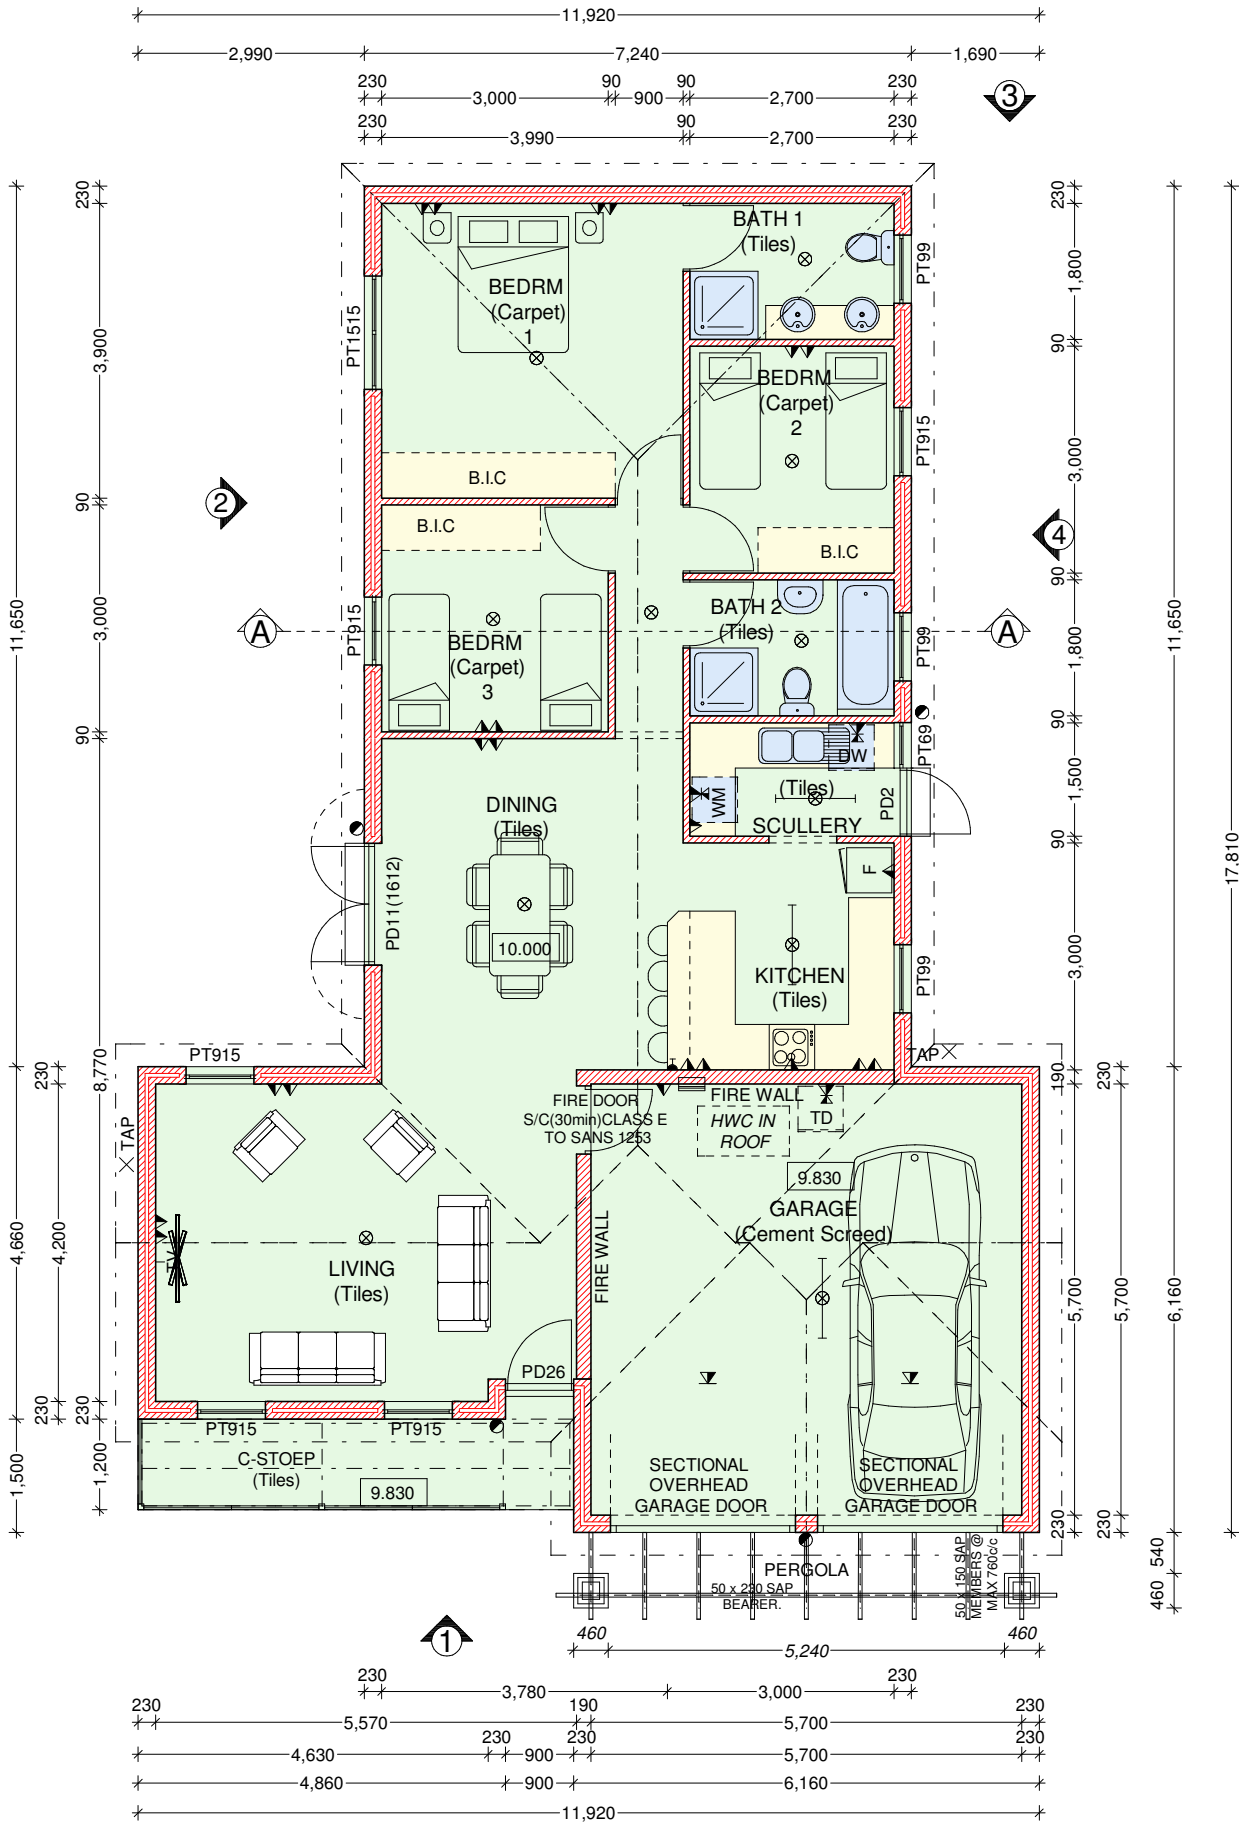 11,920
2,990
7,240
1,690
230
3,000
90
900
90
2,700
230
230
3,990
90
2,700
230
3
230
3,900
90
3,000
90
8,770
230
11,650
4,660
4,200
230
230
1,500
1,200
230
1,800
90
3,000
90
1,800
90
1,500
90
3,000
190
230
5,700
5,700
230
230
11,650
6,160
540
460
17.810
BATH 1
(Tiles)
PT99
BEDRM
(Carpet)
1
PT1515
BEDRM
(Carpet)
2
PT915
B.I.C
B.I.C
B.I.C
2
4
A
A
PT915
BEDRM
(Carpet)
3
BATH 2
(Tiles)
PT99
PT69
DW
WM
(Tiles)
SCULLERY
PD2
DINING
(Tiles)
PD11(1612)
10.000
F
KITCHEN
(Tiles)
PT99
TAP
PT915
TAP
FIRE DOOR
S/C(30min)CLASS E
TO SANS 1253
FIRE WALL
HWC IN
ROOF
TD
9.830
GARAGE
(Cement Screed)
FIRE WALL
TV
LIVING
(Tiles)
PD26
PT915
PT915
C-STOEP
(Tiles)
9.830
SECTIONAL
OVERHEAD
GARAGE DOOR
SECTIONAL
OVERHEAD
GARAGE DOOR
PERGOLA
50 x 230 SAP
BEARER.
50 x 150 SAP
MEMBERS @
MAX 760c/c
1
460
5,240
460
230
3,780
3,000
230
230
5,570
190
5,700
230
4,630
230
900
230
5,700
230
4,860
900
6,160
11,920